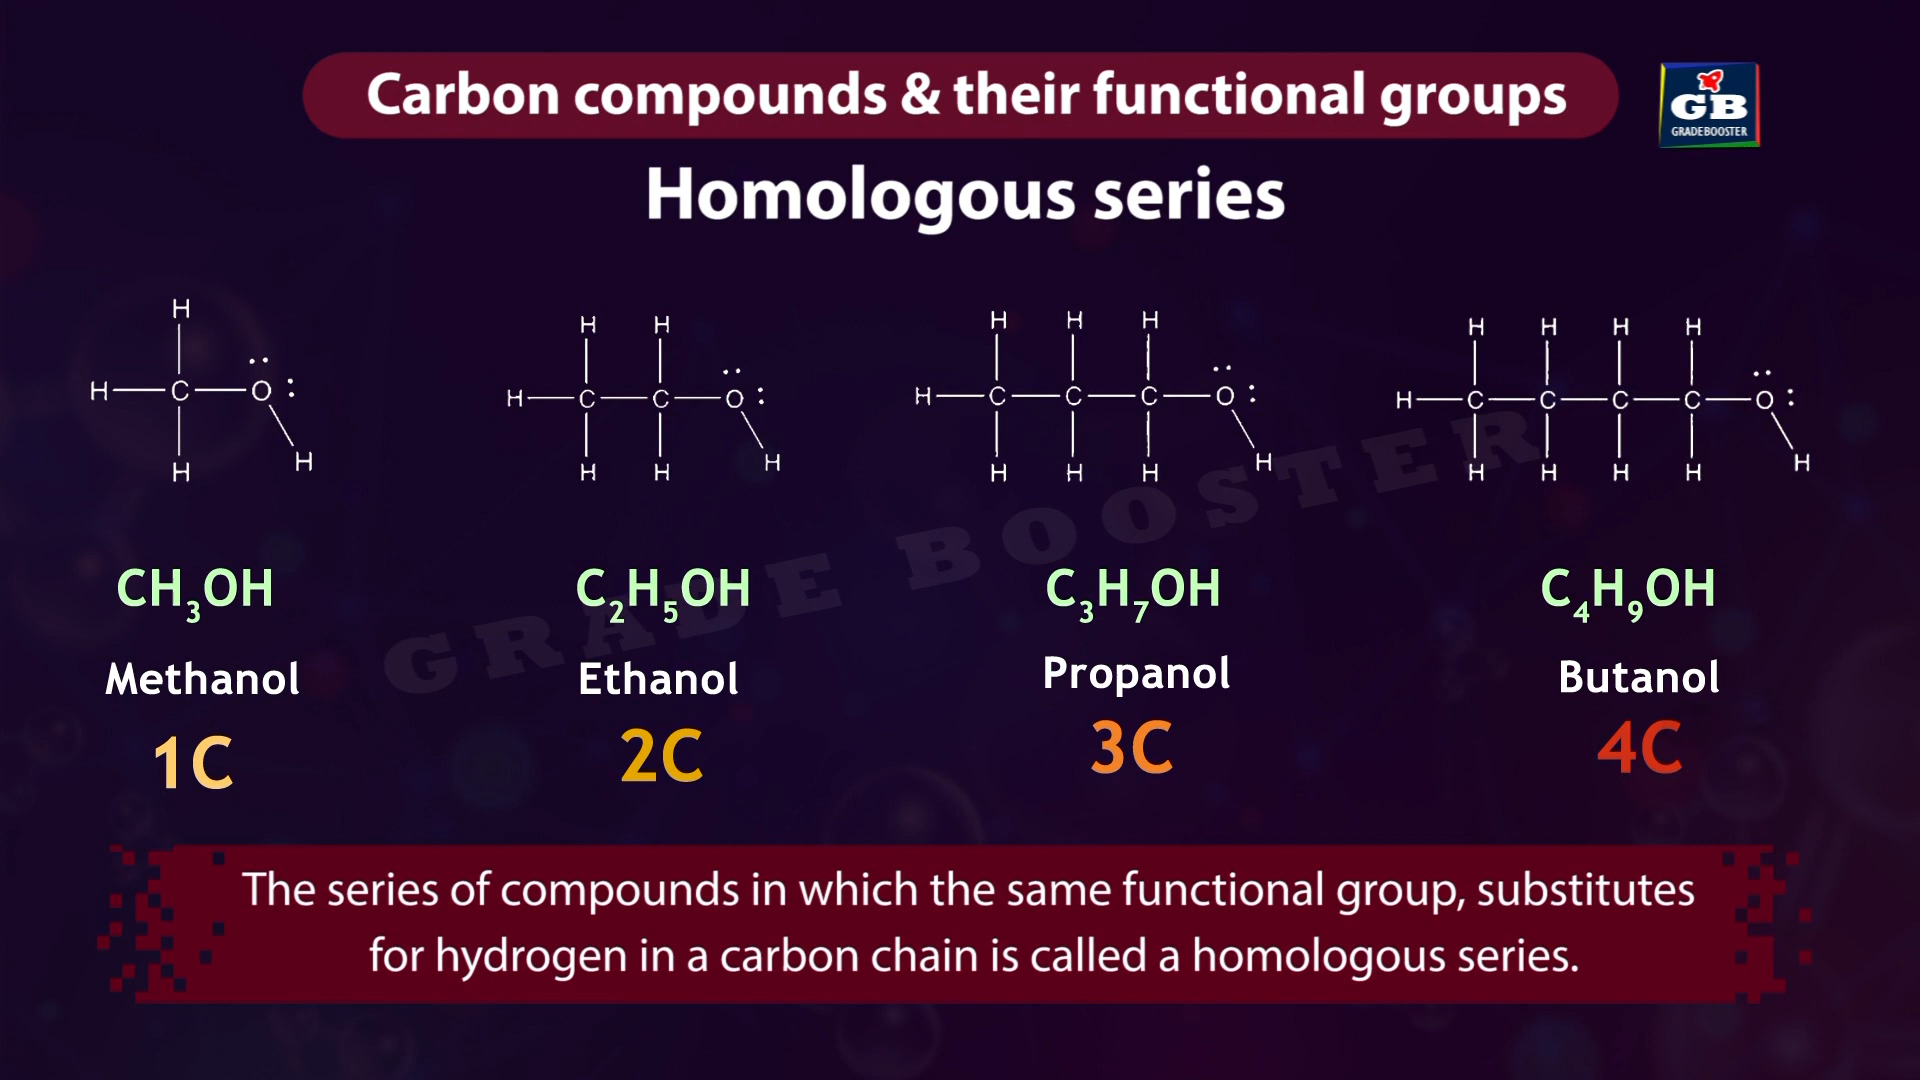 Carbon compounds & their functional groups
GB
GRADEBOOSTER
Homologous series
H
H—C—O:
H
H
H H
H—C—C—O:
H H
H
H H H
H—C—C—C—O:
H H H
H
H H H H
H—C—C—C—C—O:
H H H H
H
GRADE BOOSTER
CH₃OH
C₂H₅OH
C₃H₇OH
C₄H₉OH
Methanol
Ethanol
Propanol
Butanol
1C
2C
3C
4C
The series of compounds in which the same functional group, substitutes
for hydrogen in a carbon chain is called a homologous series.